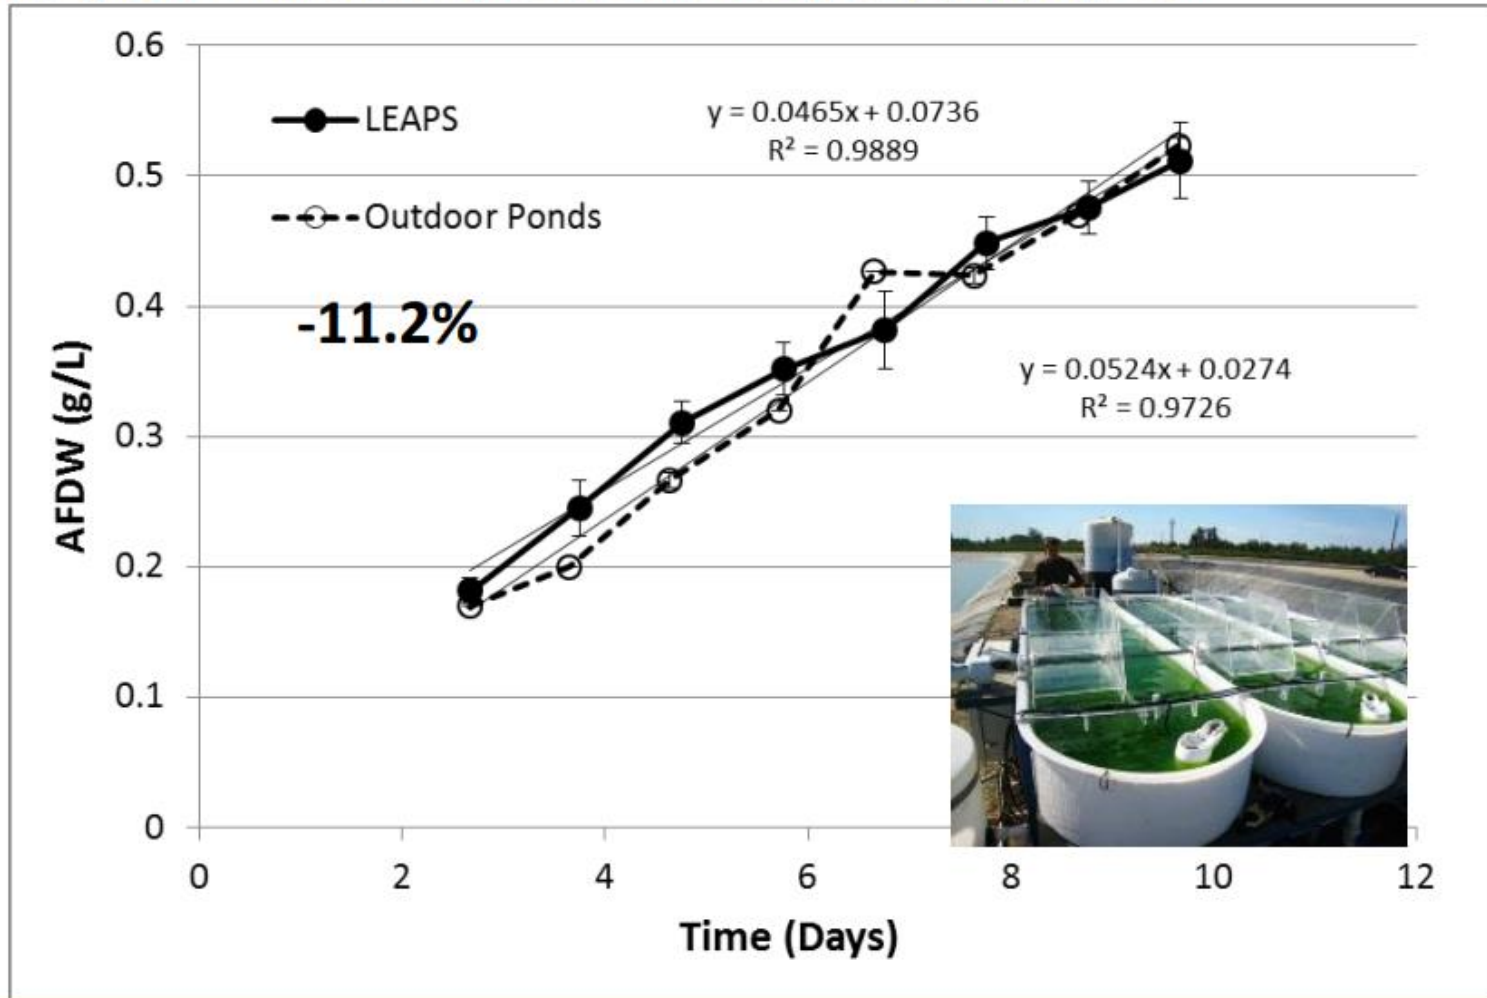 0.6
0.5
0.4
0.3
0.2
0.1
0
AFDW (g/L)
LEAPS
Outdoor Ponds
-11.2%
y = 0.0465x + 0.0736
R² = 0.9889
y = 0.0524x + 0.0274
R² = 0.9726
0 2 4 6 8 10 12
Time (Days)